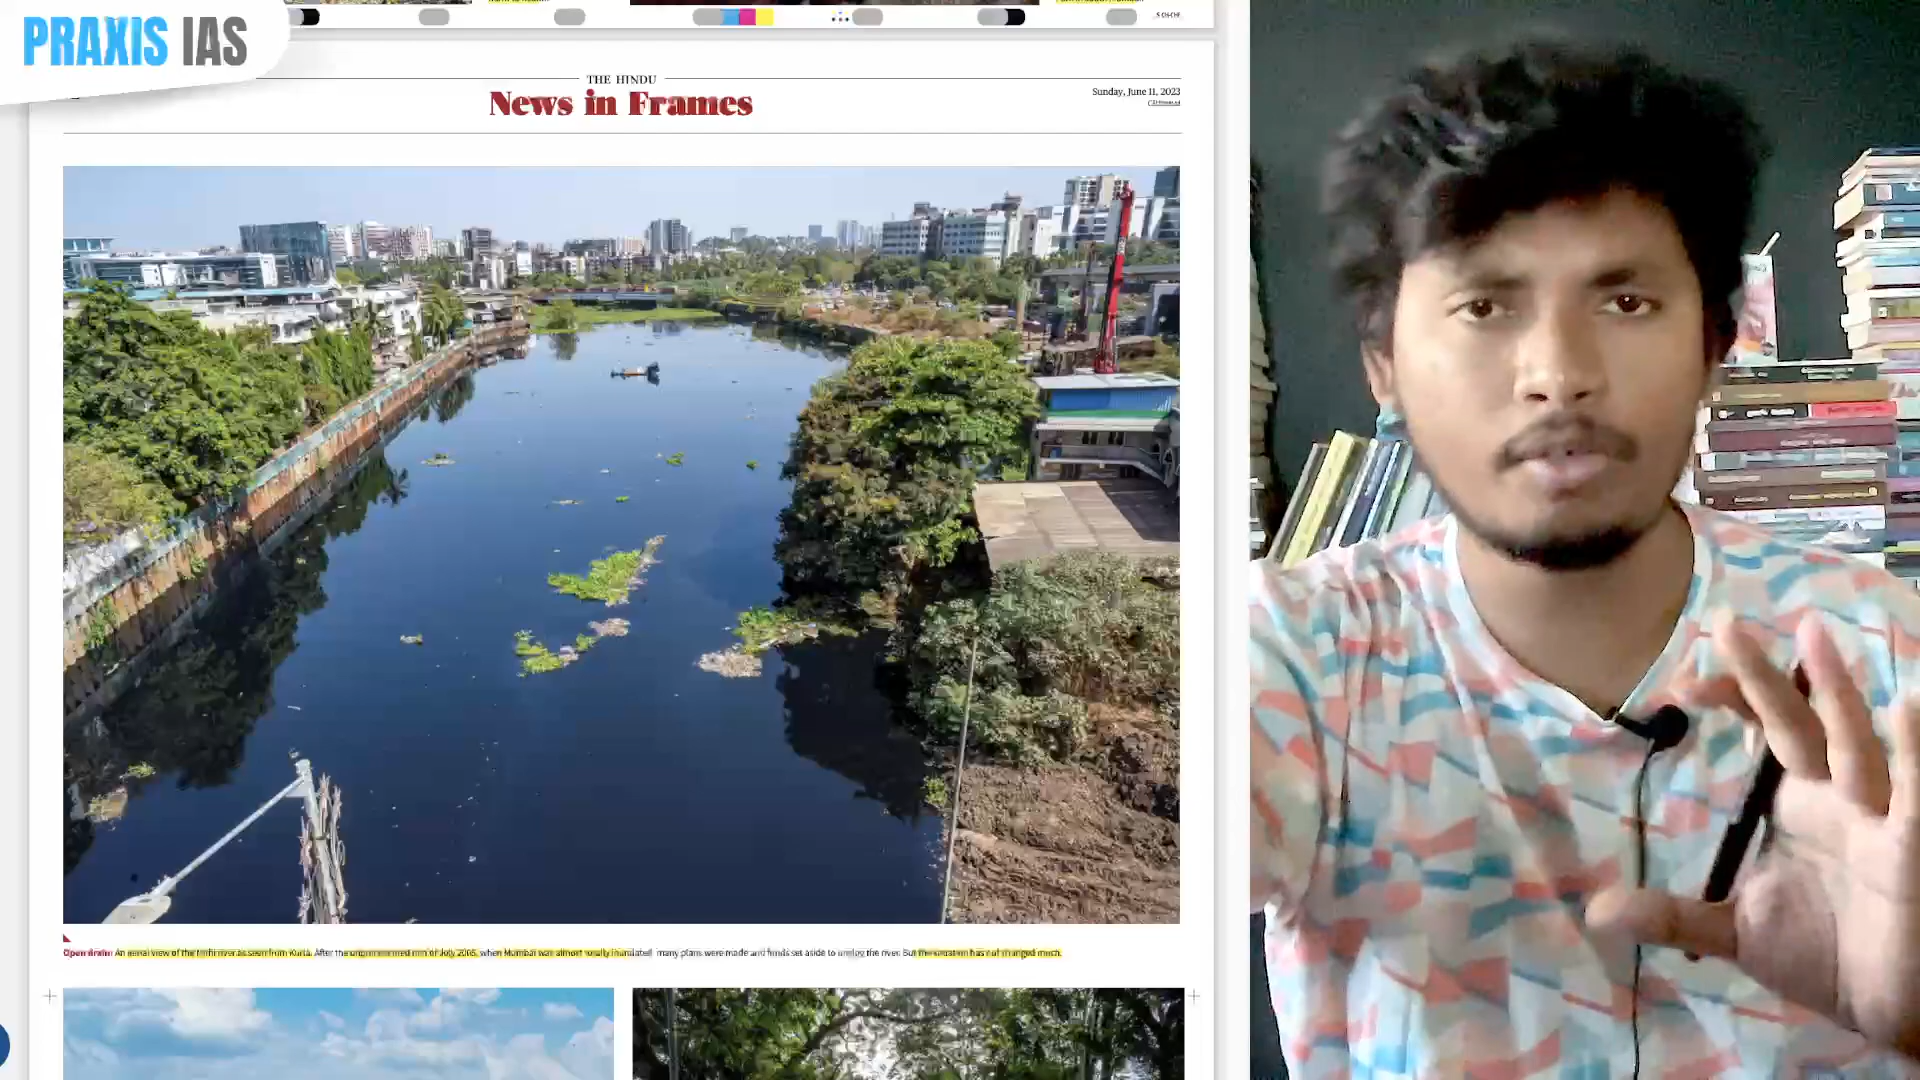 PRAXIS IAS
THE HINDU
News in Frames
Sunday, June 11, 2023
Open drain: An aerial view of the Mithi river as seen from Kurla. After the unprecedented rain of July 2005, when Mumbai was almost totally inundated, many plans were made and funds set aside to unclog the river. But the situation has not changed much.